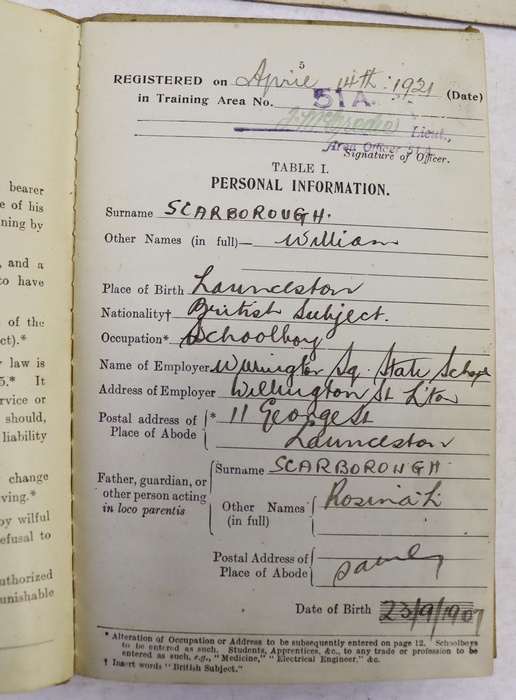 bearer
e of his
ning by
, and a
to have
of the
ct).*
law is
5.* It
rvice or
should,
liability
change
ving.*
by wilful
efusal to
uthorized
unishable
5
REGISTERED on April 14th: 1921 (Date)
in Training Area No. 51A.
Lieut.,
Area Officer 51A
Signature of Officer.
TABLE I.
PERSONAL INFORMATION.
Surname SCARBOROUGH.
Other Names (in full)— William
Place of Birth Launceston
Nationality† British Subject.
Occupation* Schoolboy
Name of Employer Wellington Sq. State School
Address of Employer Wellington St L'ton
Postal address of Place of Abode * 11 George St
Launceston
Father, guardian, or other person acting in loco parentis
Surname SCARBOROUGH
Other Names (in full) Rosina L
Postal Address of Place of Abode
Date of Birth 23/9/1907
* Alteration of Occupation or Address to be subsequently entered on page 12. Schoolboys
to be entered as such. Students, Apprentices, &c., to any trade or profession to be
entered as such, e.g., "Medicine," "Electrical Engineer," &c.
† Insert words "British Subject."